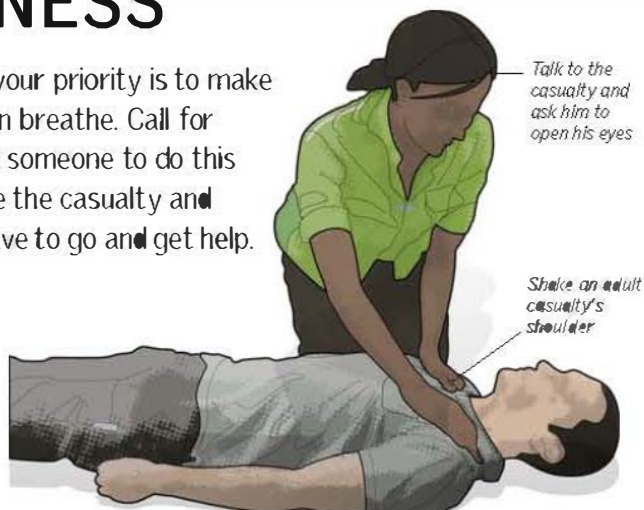 NESS
your priority is to make
n breathe. Call for
someone to do this
e the casualty and
ve to go and get help.
Talk to the
casualty and
ask him to
open his eyes
Shake an adult
casualty's
shoulder